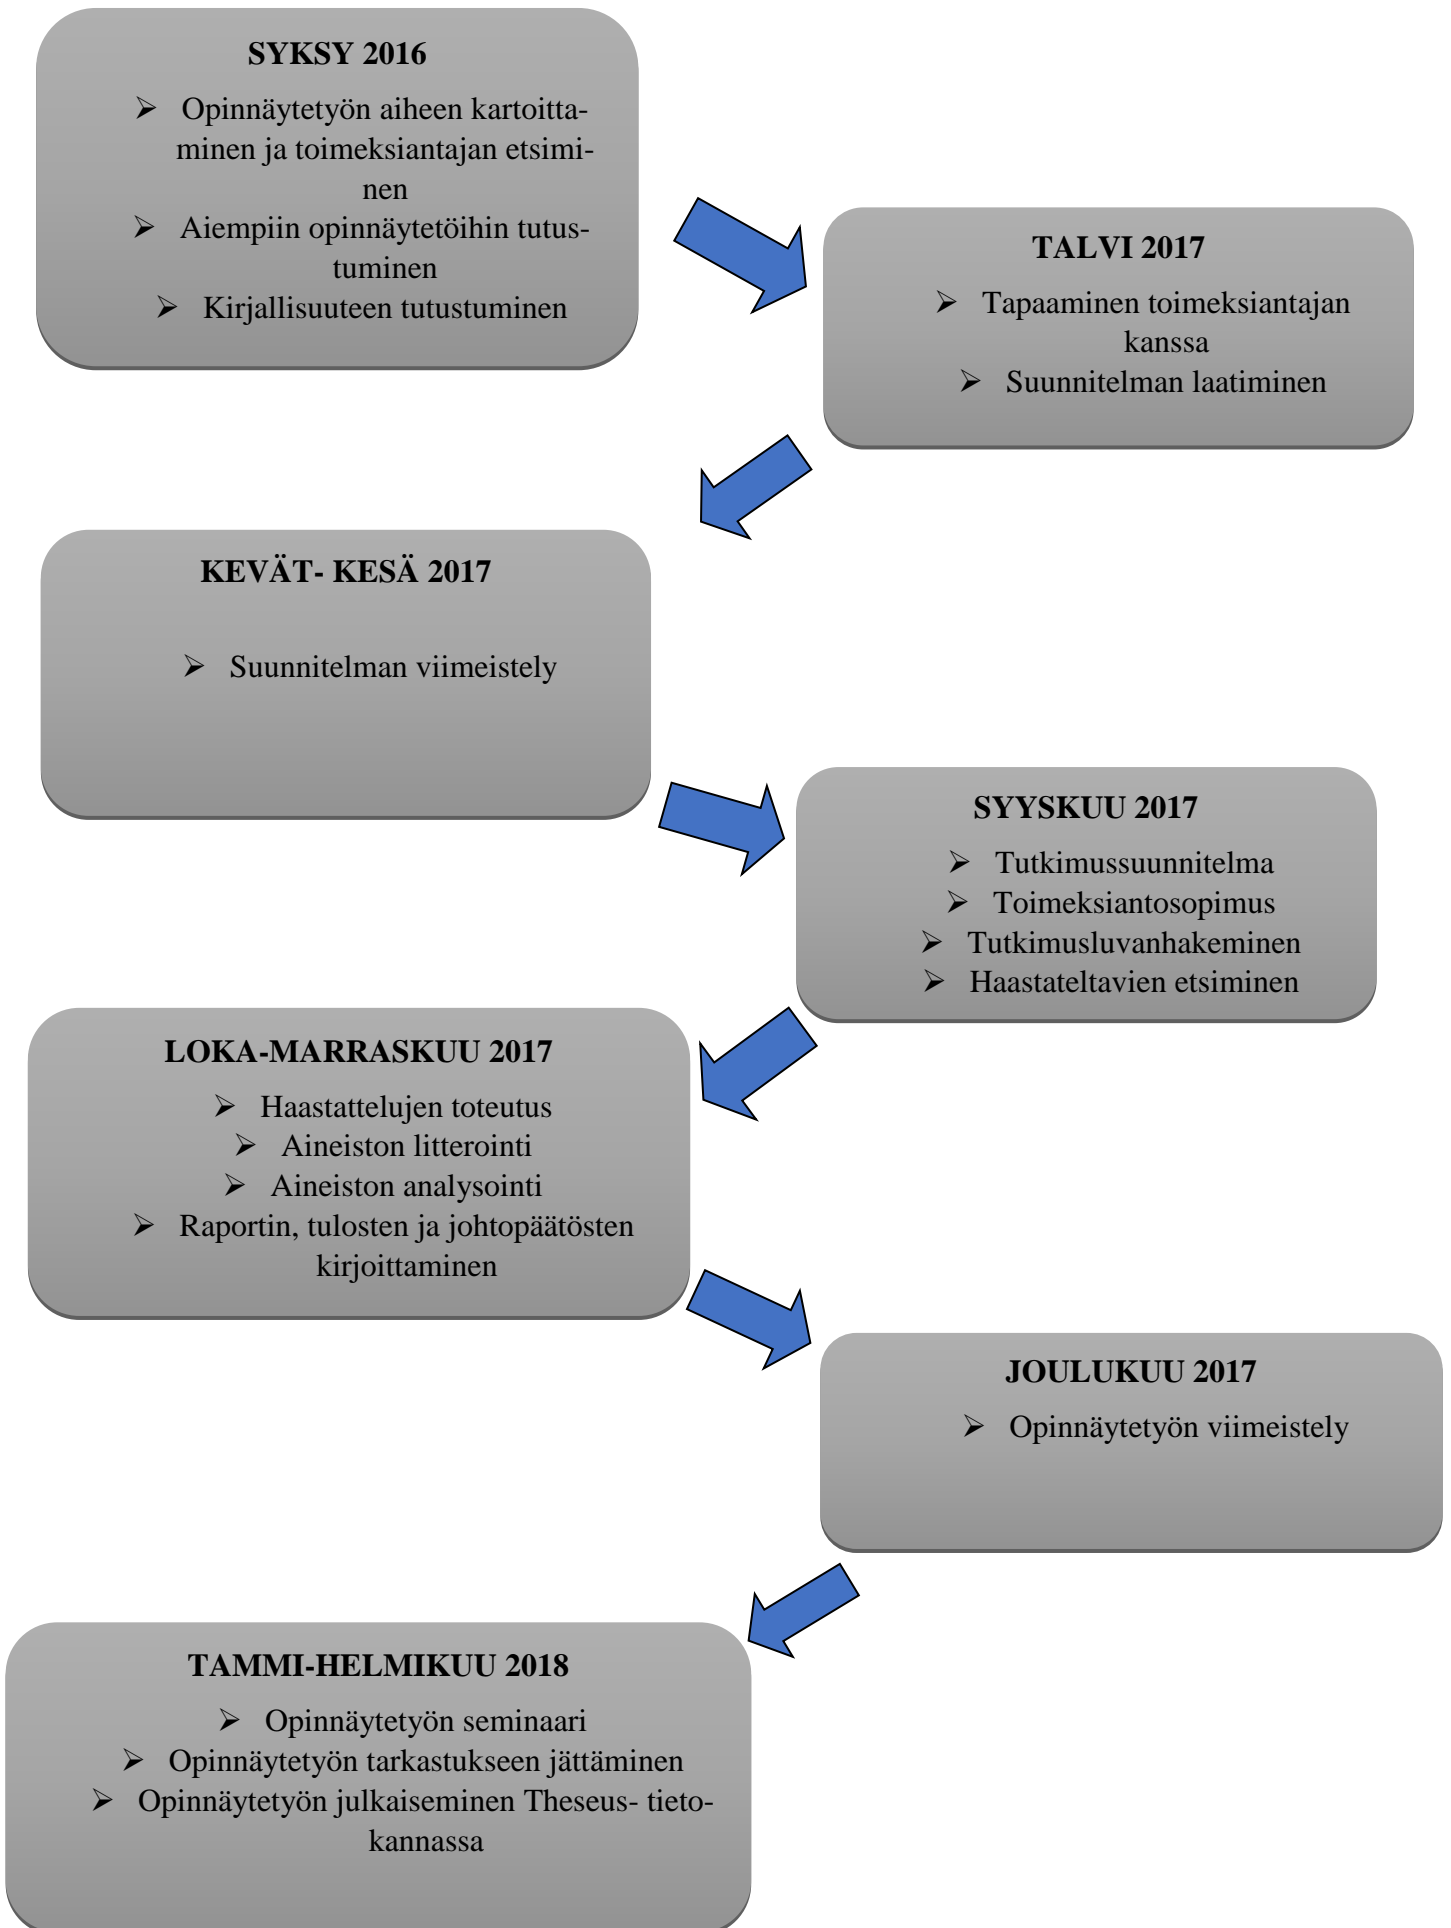 SYKSY 2016
➢ Opinnäytetyön aiheen kartoitta-
minen ja toimeksiantajan etsimi-
nen
➢ Aiempiin opinnäytetöihin tutus-
tuminen
➢ Kirjallisuuteen tutustuminen
TALVI 2017
➢ Tapaaminen toimeksiantajan
kanssa
➢ Suunnitelman laatiminen
KEVÄT- KESÄ 2017
➢ Suunnitelman viimeistely
SYYSKUU 2017
➢ Tutkimussuunnitelma
➢ Toimeksiantosopimus
➢ Tutkimusluvanhakeminen
➢ Haastateltavien etsiminen
LOKA-MARRASKUU 2017
➢ Haastattelujen toteutus
➢ Aineiston litterointi
➢ Aineiston analysointi
➢ Raportin, tulosten ja johtopäätösten
kirjoittaminen
JOULUKUU 2017
➢ Opinnäytetyön viimeistely
TAMMI-HELMIKUU 2018
➢ Opinnäytetyön seminaari
➢ Opinnäytetyön tarkastukseen jättäminen
➢ Opinnäytetyön julkaiseminen Theseus- tieto-
kannassa